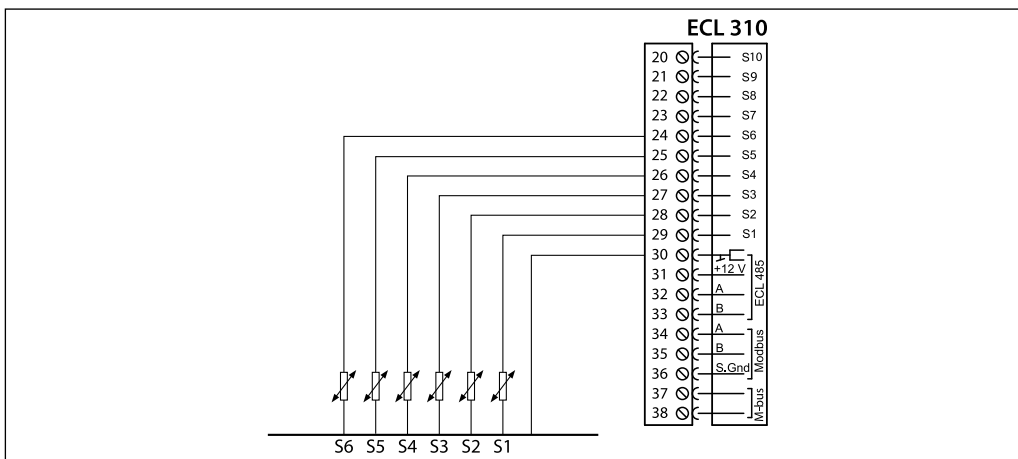 ECL 310
20 S10
21 S9
22 S8
23 S7
24 S6
25 S5
26 S4
27 S3
28 S2
29 S1
30
31 +12 V
32 A
33 B
ECL 485
34 A
35 B
36 S.Gnd
Modbus
37
38
M-bus
S6 S5 S4 S3 S2 S1